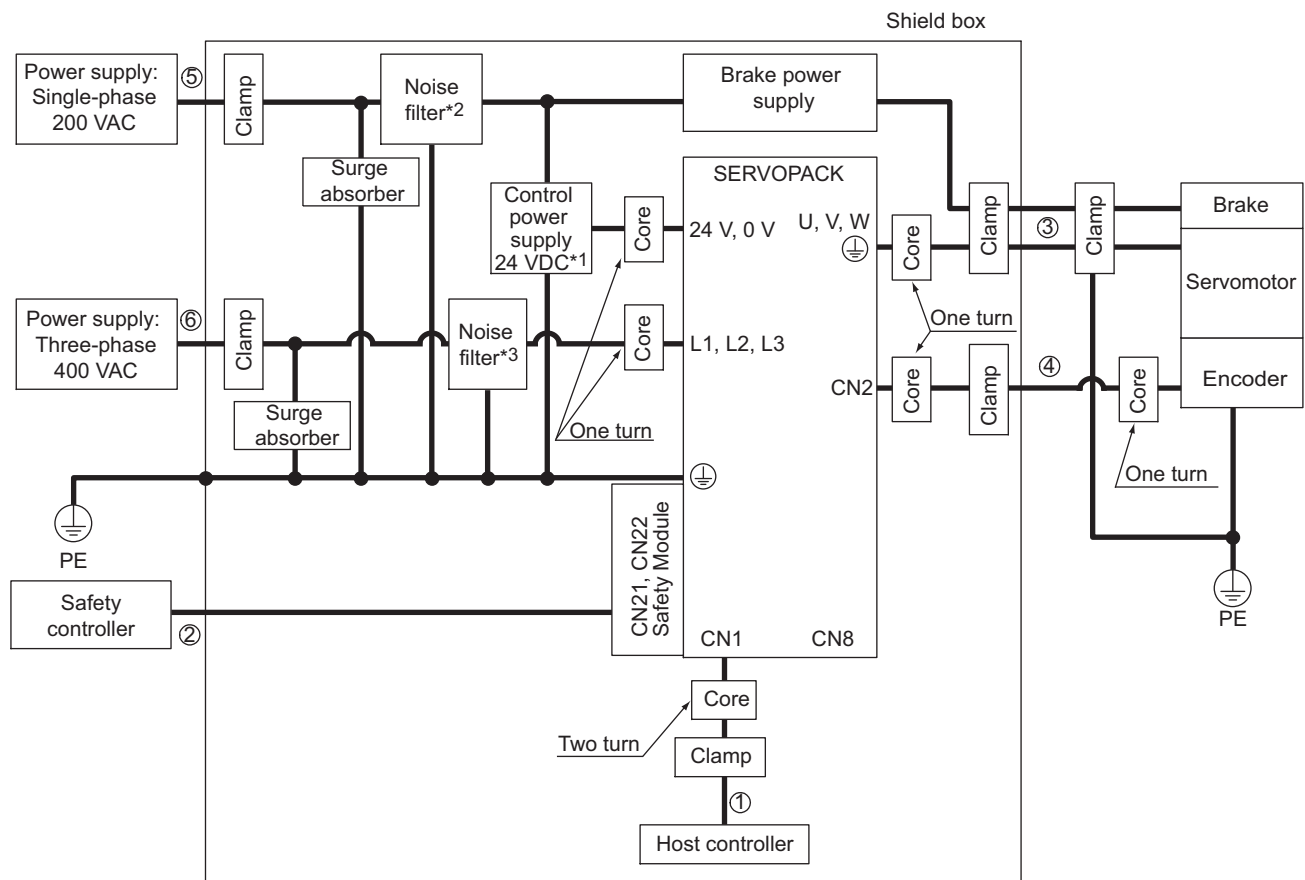 Shield box
Power supply:
Single-phase
200 VAC
⑤
Clamp
Noise
filter*2
Brake power
supply
Surge
absorber
Control
power
supply
24 VDC*1
Core
SERVOPACK
24 V, 0 V
U, V, W
Core
Clamp
③
Clamp
Brake
Servomotor
Encoder
One turn
Power supply:
Three-phase
400 VAC
⑥
Clamp
Noise
filter*3
Core
L1, L2, L3
CN2
Core
Clamp
④
Core
One turn
Surge
absorber
One turn
PE
CN21, CN22
Safety Module
PE
Safety
controller
②
CN1
CN8
Core
Two turn
Clamp
①
Host controller